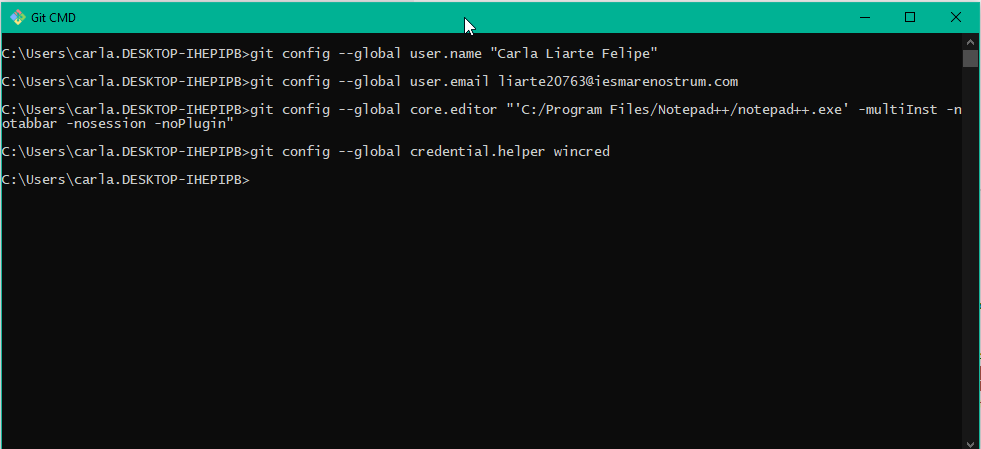 Git CMD
C:\Users\carla.DESKTOP-IHEPIPB>git config --global user.name "Carla Liarte Felipe"
C:\Users\carla.DESKTOP-IHEPIPB>git config --global user.email liarte20763@iesmarenostrum.com
C:\Users\carla.DESKTOP-IHEPIPB>git config --global core.editor "'C:/Program Files/Notepad++/notepad++.exe' -multiInst -n
otabbar -nosession -noPlugin"
C:\Users\carla.DESKTOP-IHEPIPB>git config --global credential.helper wincred
C:\Users\carla.DESKTOP-IHEPIPB>